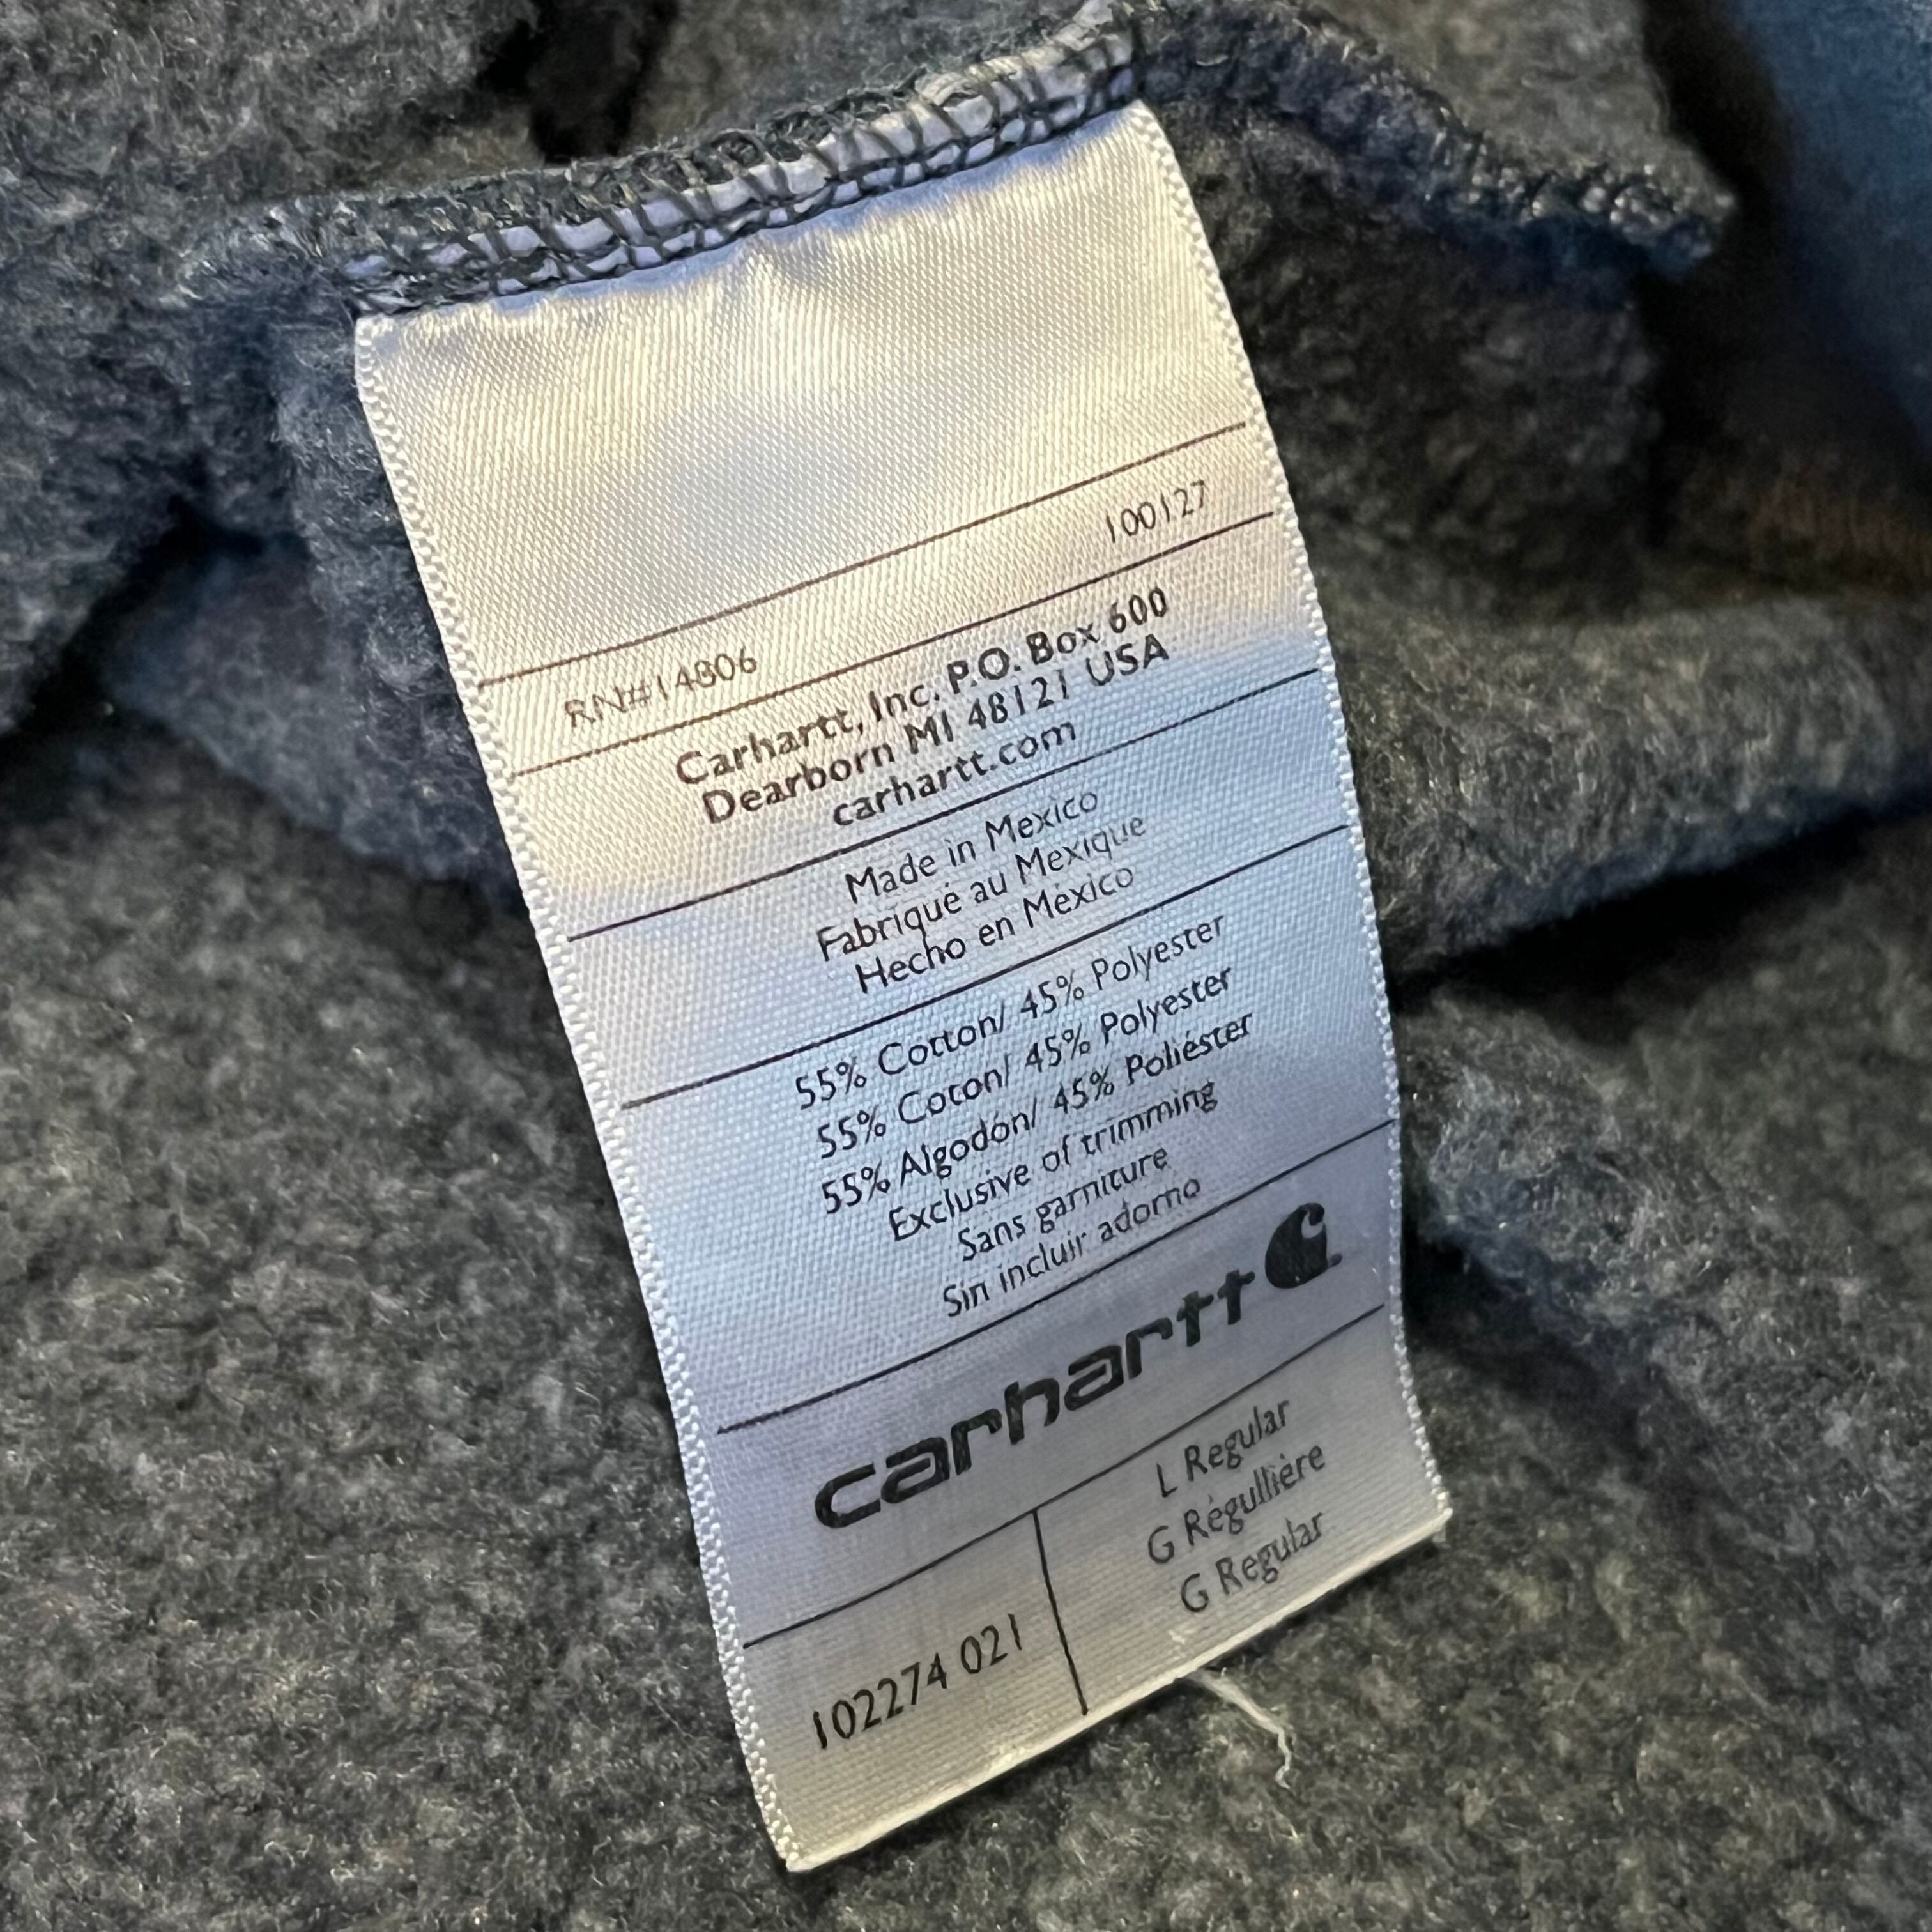 RN#14806 100127
Carhartt, Inc. P.O. Box 600
Dearborn MI 48121 USA
carhartt.com
Made in Mexico
Fabriqué au Mexique
Hecho en México
55% Cotton/ 45% Polyester
55% Coton/ 45% Polyester
55% Algodón/ 45% Poliéster
Exclusive of trimming
Sans garniture
Sin incluir adorno
carhartt
L Regular
G Régullière
G Regular
102274 021